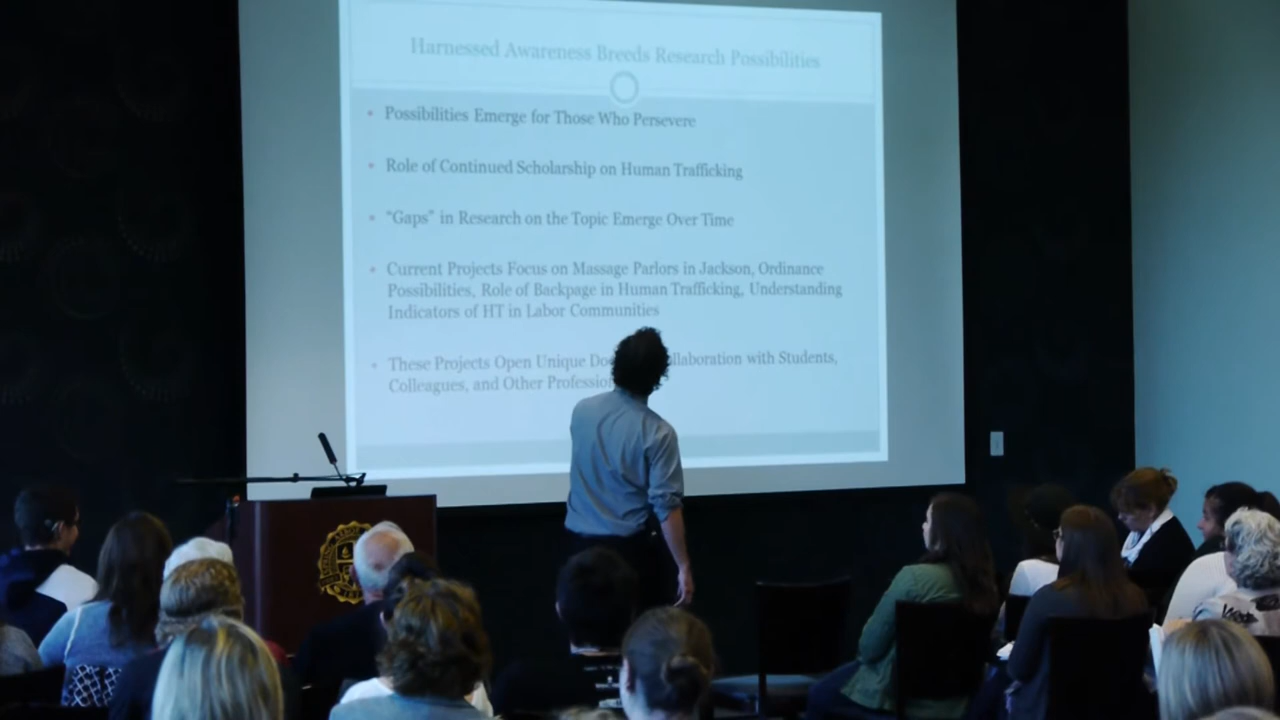 Harnessed Awareness Breeds Research Possibilities
• Possibilities Emerge for Those Who Persevere
• Role of Continued Scholarship on Human Trafficking
• "Gaps" in Research on the Topic Emerge Over Time
• Current Projects Focus on Massage Parlors in Jackson, Ordinance
Possibilities, Role of Backpage in Human Trafficking, Understanding
Indicators of HT in Labor Communities
• These Projects Open Unique with Students,
Colleagues, and Other